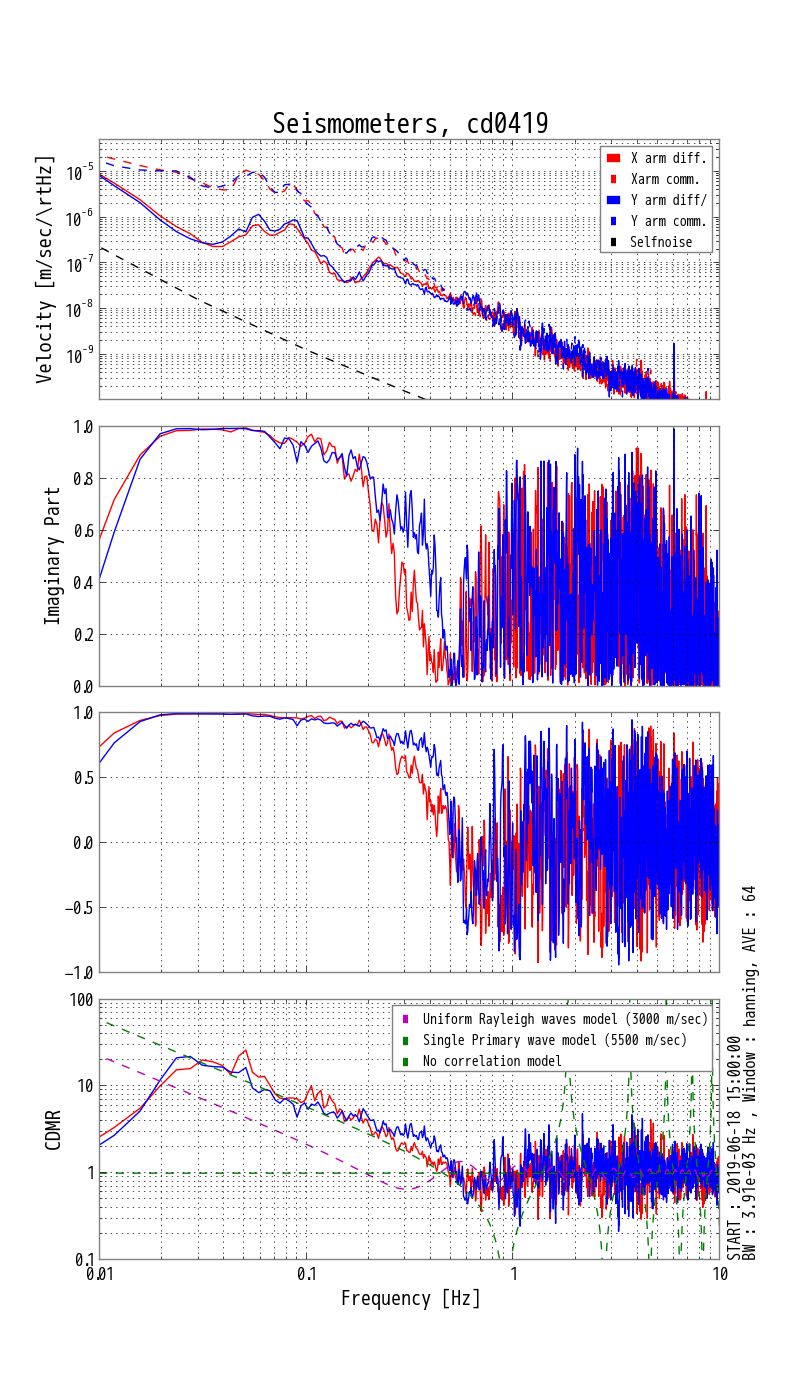 Seismometers, cd0419
Velocity [m/sec/\rtHz]
10^-5
10^-6
10^-7
10^-8
10^-9
X arm diff.
Xarm comm.
Y arm diff/
Y arm comm.
Selfnoise
Imaginary Part
1.0
0.8
0.6
0.4
0.2
0.0
1.0
0.5
0.0
−0.5
−1.0
CDMR
100
10
1
0.1
Uniform Rayleigh waves model (3000 m/sec)
Single Primary wave model (5500 m/sec)
No correlation model
0.01
0.1
1
10
Frequency [Hz]
START : 2019-06-18 15:00:00
BW : 3.91e-03 Hz , Window : hanning, AVE : 64